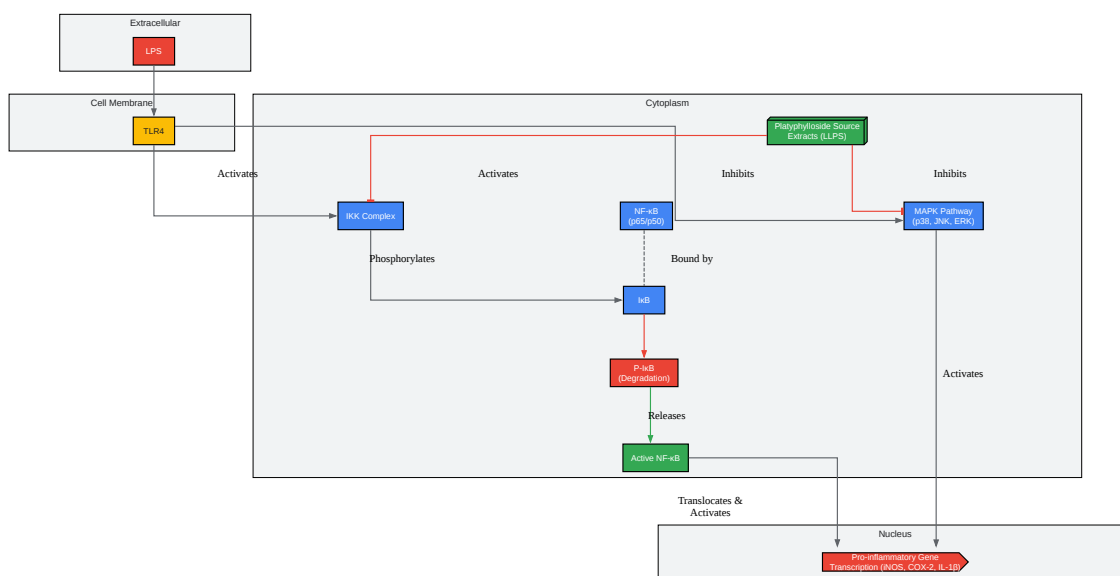 Extracellular
LPS
Cell Membrane
TLR4
Cytoplasm
Platyphylloside Source
Extracts (LLPS)
Activates
Activates
Inhibits
Inhibits
IKK Complex
NF-κB
(p65/p50)
MAPK Pathway
(p38, JNK, ERK)
Phosphorylates
Bound by
IκB
P-IκB
(Degradation)
Activates
Releases
Active NF-κB
Translocates &
Activates
Nucleus
Pro-inflammatory Gene
Transcription (iNOS, COX-2, IL-1β)